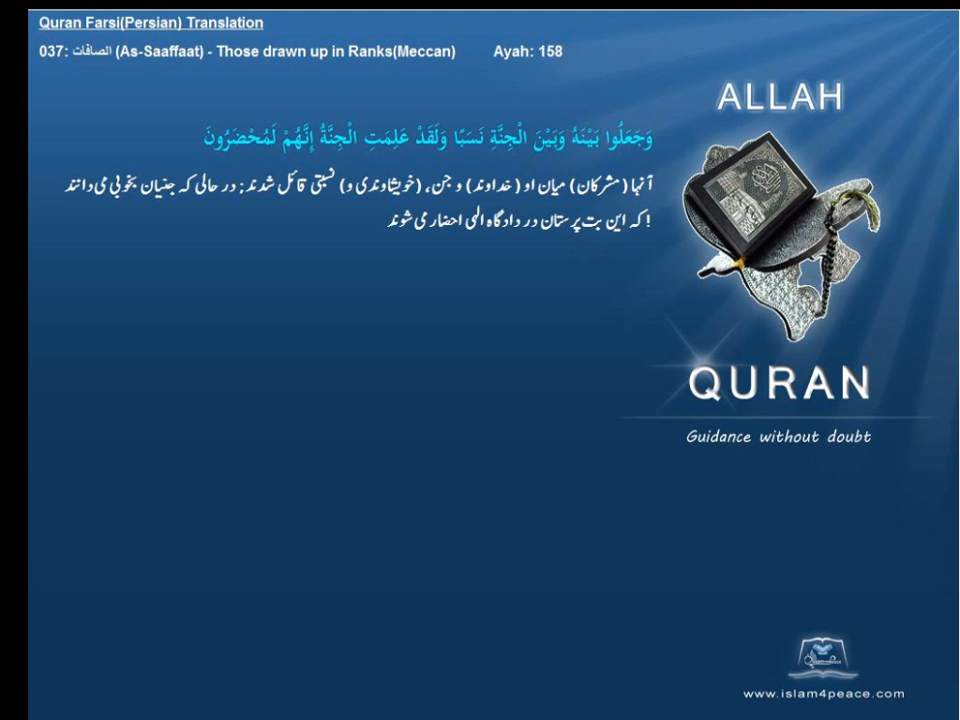 Quran Farsi(Persian) Translation
037: الصافات (As-Saaffaat) - Those drawn up in Ranks(Meccan) Ayah: 158
ALLAH
وَجَعَلُوا بَيْنَهُ وَبَيْنَ الْجِنَّةِ نَسَبًا وَلَقَدْ عَلِمَتِ الْجِنَّةُ إِنَّهُمْ لَمُحْضَرُونَ
آنها (مشرکان) میان او (خداوند) و جن، (خویشاوندی و) نسبتی قائل شدند; در حالی که جنیان بخوبی می‌دانند
که این بت‌پرستان در دادگاه الهی احضار می‌شوند!
QURAN
Guidance without doubt
www.islam4peace.com